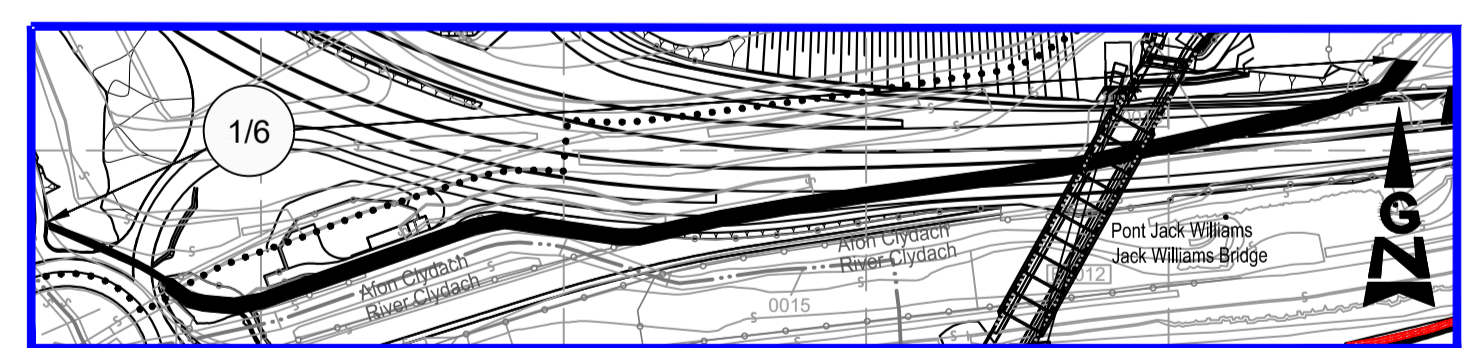 1/6
Afon Clydach
River Clydach
Afon Clydach
River Clydach
Pont Jack Williams
Jack Williams Bridge
0015
G
N